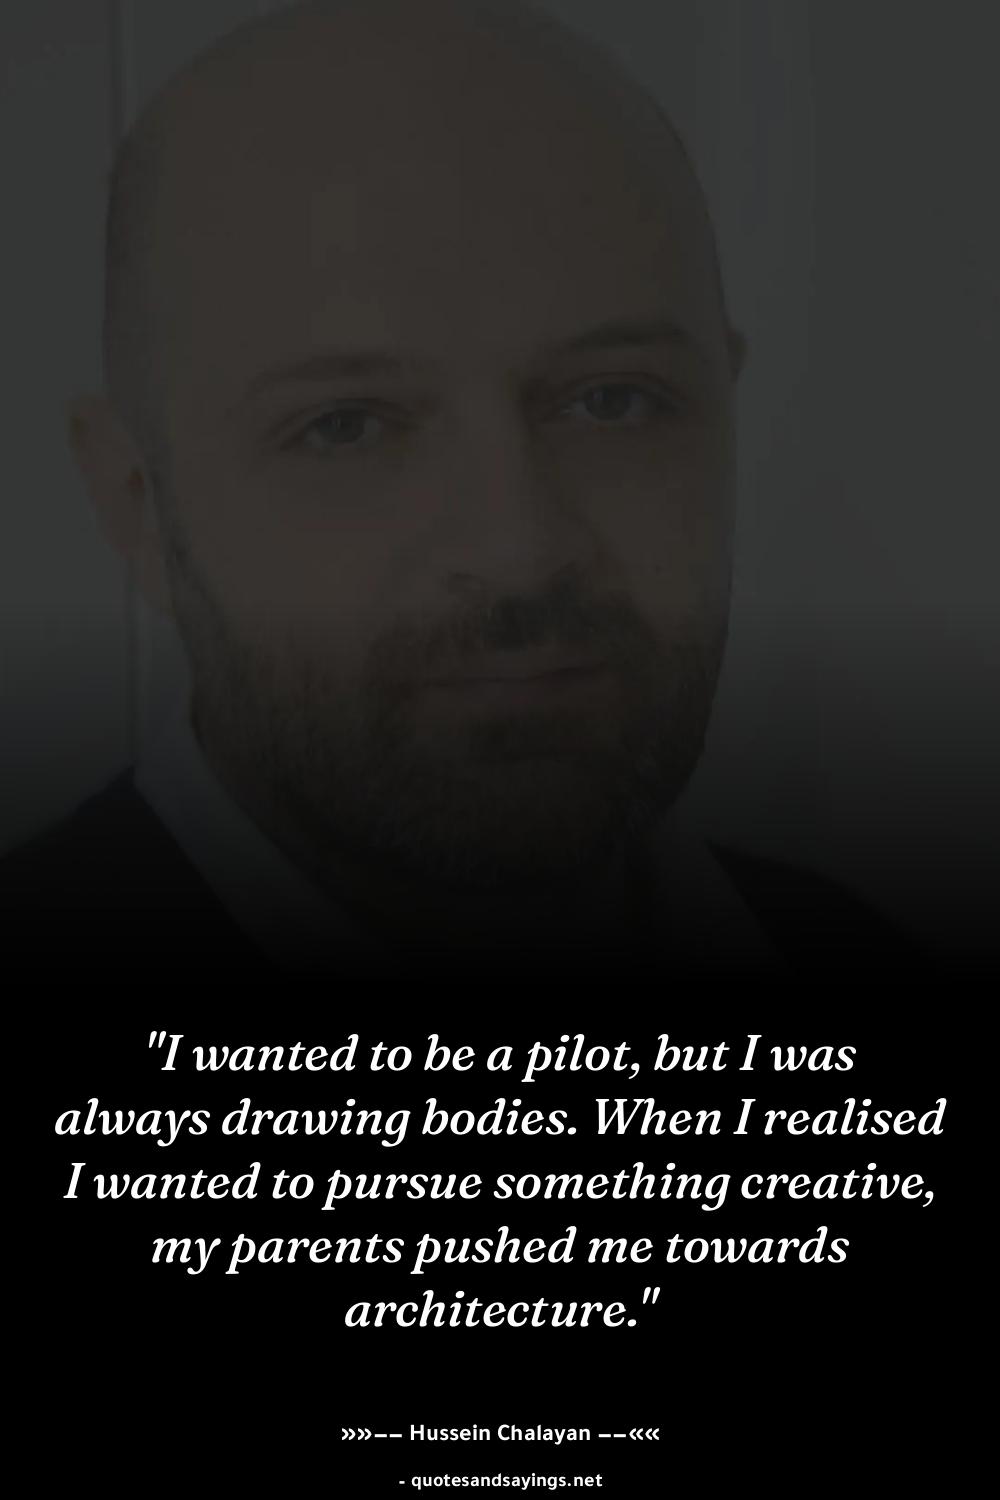 "I wanted to be a pilot, but I was
always drawing bodies. When I realised
I wanted to pursue something creative,
my parents pushed me towards
architecture."
»»−− Hussein Chalayan −−««
- quotesandsayings.net